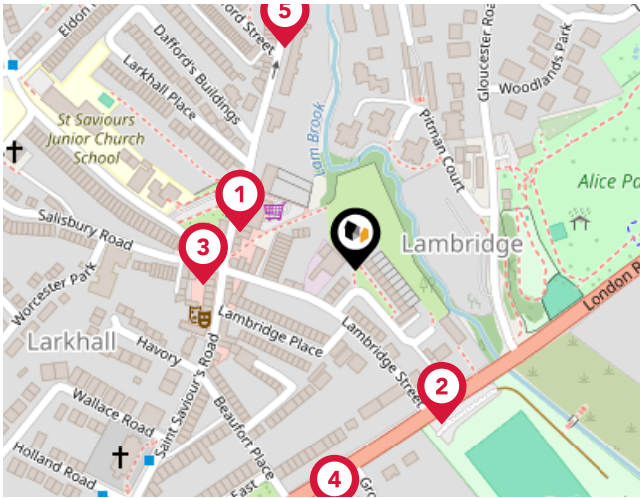 5
Eldon
ford Street
Dafford's Buildings
Larkhall Place
Gloucester Roa
Woodlands Park
St Saviours
Junior Church
School
Lam Brook
Pitman Court
Alice Pa
1
Salisbury Road
3
Lambridge
Worcester Park
London R
Larkhall
Lambridge Place
Lambridge Street
Havory
Saint Saviour's Road
2
Wallace Road
Beaufort Place
Holland Road
4
East
Gro